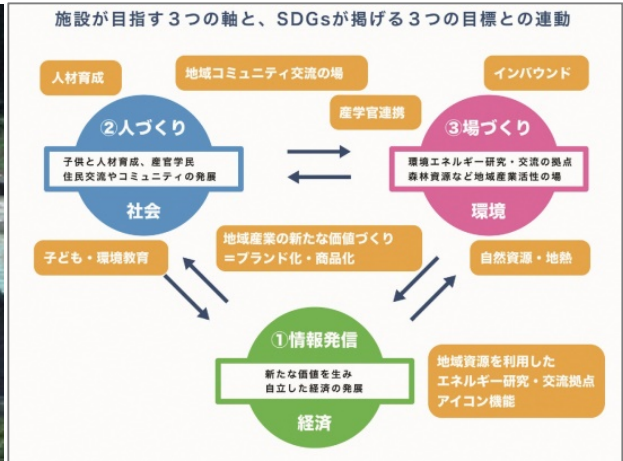 施設が目指す３つの軸と、SDGsが掲げる３つの目標との連動
人材育成
地域コミュニティ交流の場
インバウンド
産学官連携
②人づくり
子供と人材育成、産官学民
住民交流やコミュニティの発展
社会
③場づくり
環境エネルギー研究・交流の拠点
森林資源など地域産業活性の場
環境
子ども・環境教育
地域産業の新たな価値づくり
＝ブランド化・商品化
自然資源・地熱
①情報発信
新たな価値を生み
自立した経済の発展
経済
地域資源を利用した
エネルギー研究・交流拠点
アイコン機能